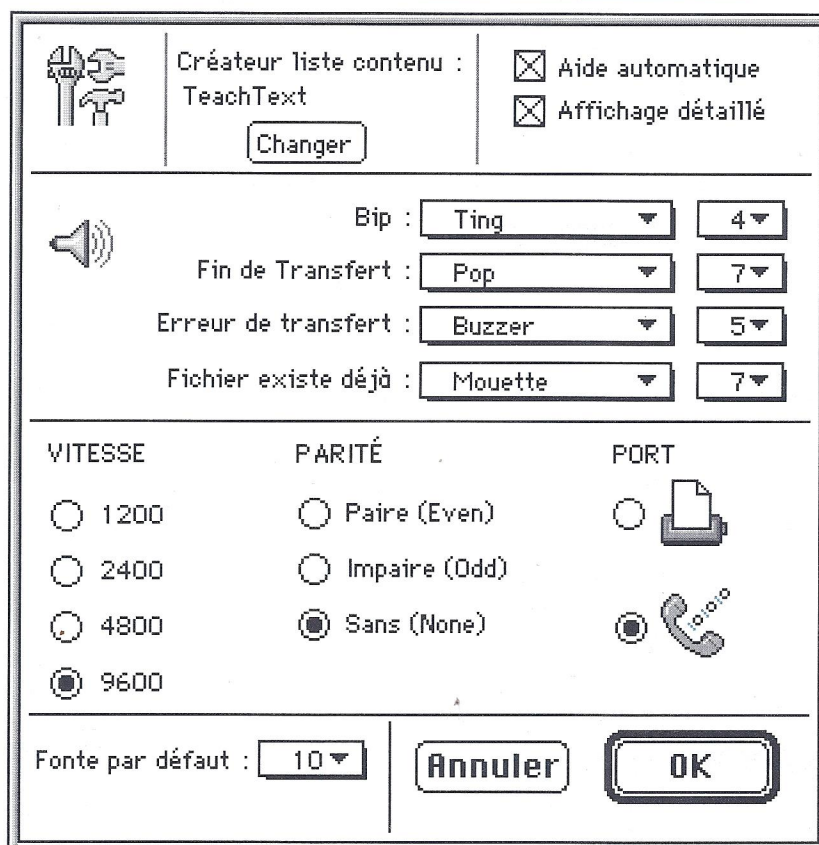 Créateur liste contenu :
TeachText
Changer
Aide automatique
Affichage détaillé
Bip : Ting 4
Fin de Transfert : Pop 7
Erreur de transfert : Buzzer 5
Fichier existe déjà : Mouette 7
VITESSE PARITÉ PORT
1200 Paire (Even)
2400 Impaire (Odd)
4800 Sans (None)
9600
Fonte par défaut : 10 Annuler OK